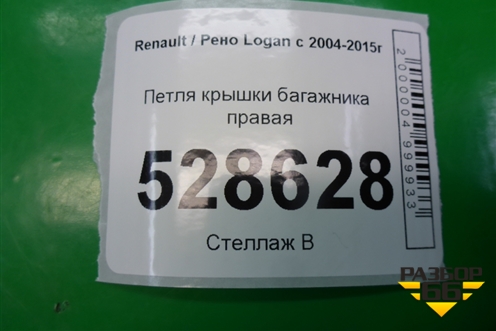 Renault / Рено Logan с 2004-2015г
Петля крышки багажника
правая
528628
Стеллаж В
2000004999933
РАЗБОР
66